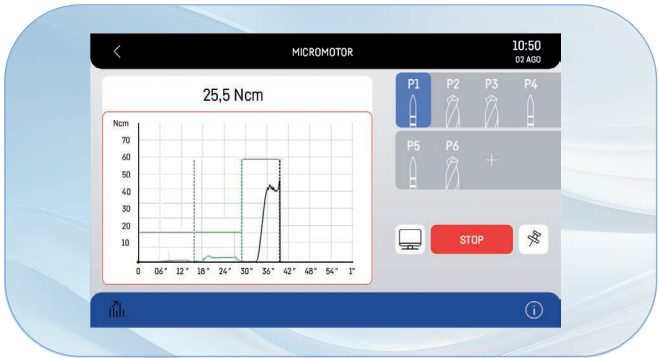 MICROMOTOR
10:50
02 AGO
25,5 Ncm
P1 P2 P3 P4
P5 P6 +
Ncm
70
60
50
40
30
20
10
0 06" 12" 18" 24" 30" 36" 42" 48" 54" 1"
STOP
i